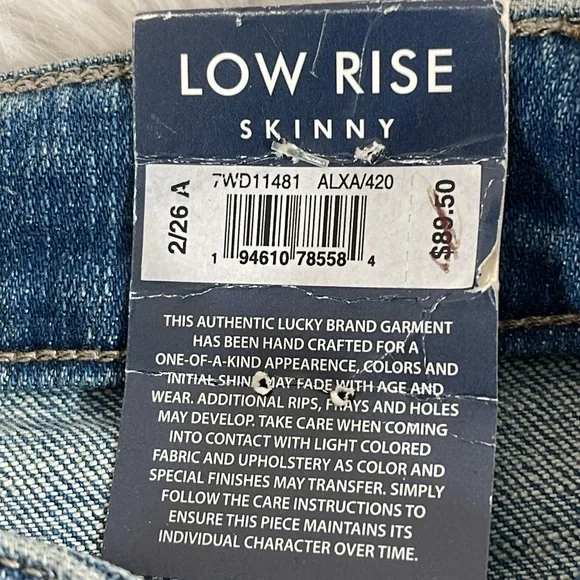 LOW RISE
SKINNY
7WD11481 ALXA/420
2/26 A
$89.50
1 94610 78558 4
THIS AUTHENTIC LUCKY BRAND GARMENT
HAS BEEN HAND CRAFTED FOR A
ONE-OF-A-KIND APPEARENCE, COLORS AND
INITIAL SHINE MAY FADE WITH AGE AND
WEAR. ADDITIONAL RIPS, FRAYS AND HOLES
MAY DEVELOP. TAKE CARE WHEN COMING
INTO CONTACT WITH LIGHT COLORED
FABRIC AND UPHOLSTERY AS COLOR AND
SPECIAL FINISHES MAY TRANSFER. SIMPLY
FOLLOW THE CARE INSTRUCTIONS TO
ENSURE THIS PIECE MAINTAINS ITS
INDIVIDUAL CHARACTER OVER TIME.